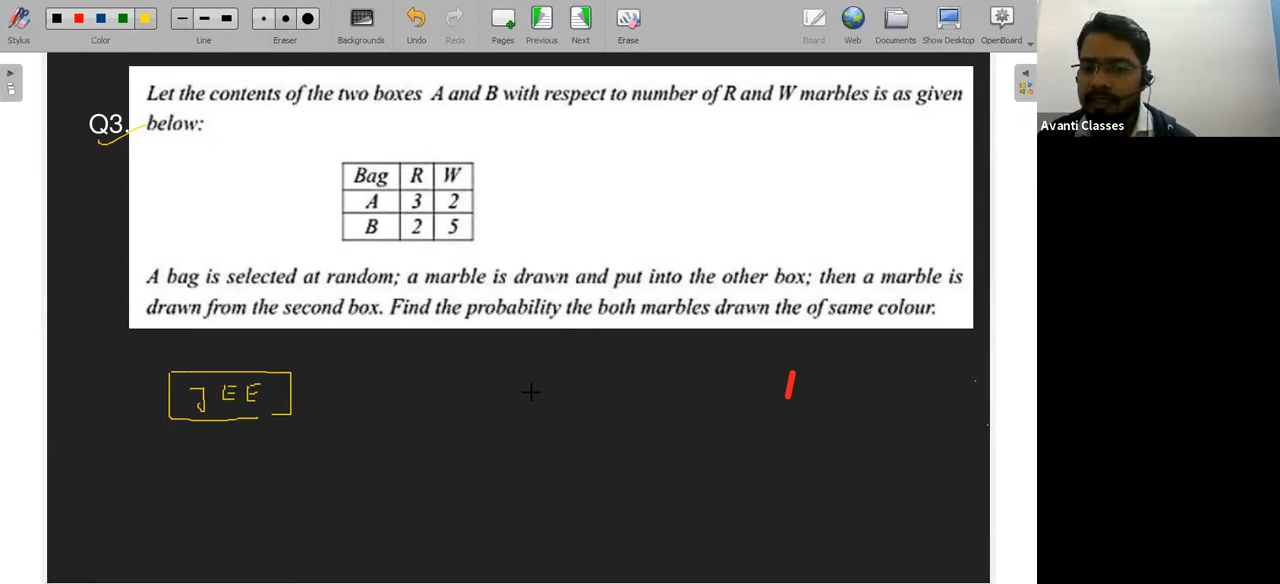 Stylus
Color
Line
Eraser
Backgrounds
Undo
Redo
Pages
Previous
Next
Erase
Board
Web
Documents
Show Desktop
OpenBoard
Avanti Classes
Q3.
Let the contents of the two boxes A and B with respect to number of R and W marbles is as given
below:
Bag R W
A 3 2
B 2 5
A bag is selected at random; a marble is drawn and put into the other box; then a marble is
drawn from the second box. Find the probability the both marbles drawn the of same colour.
JEE